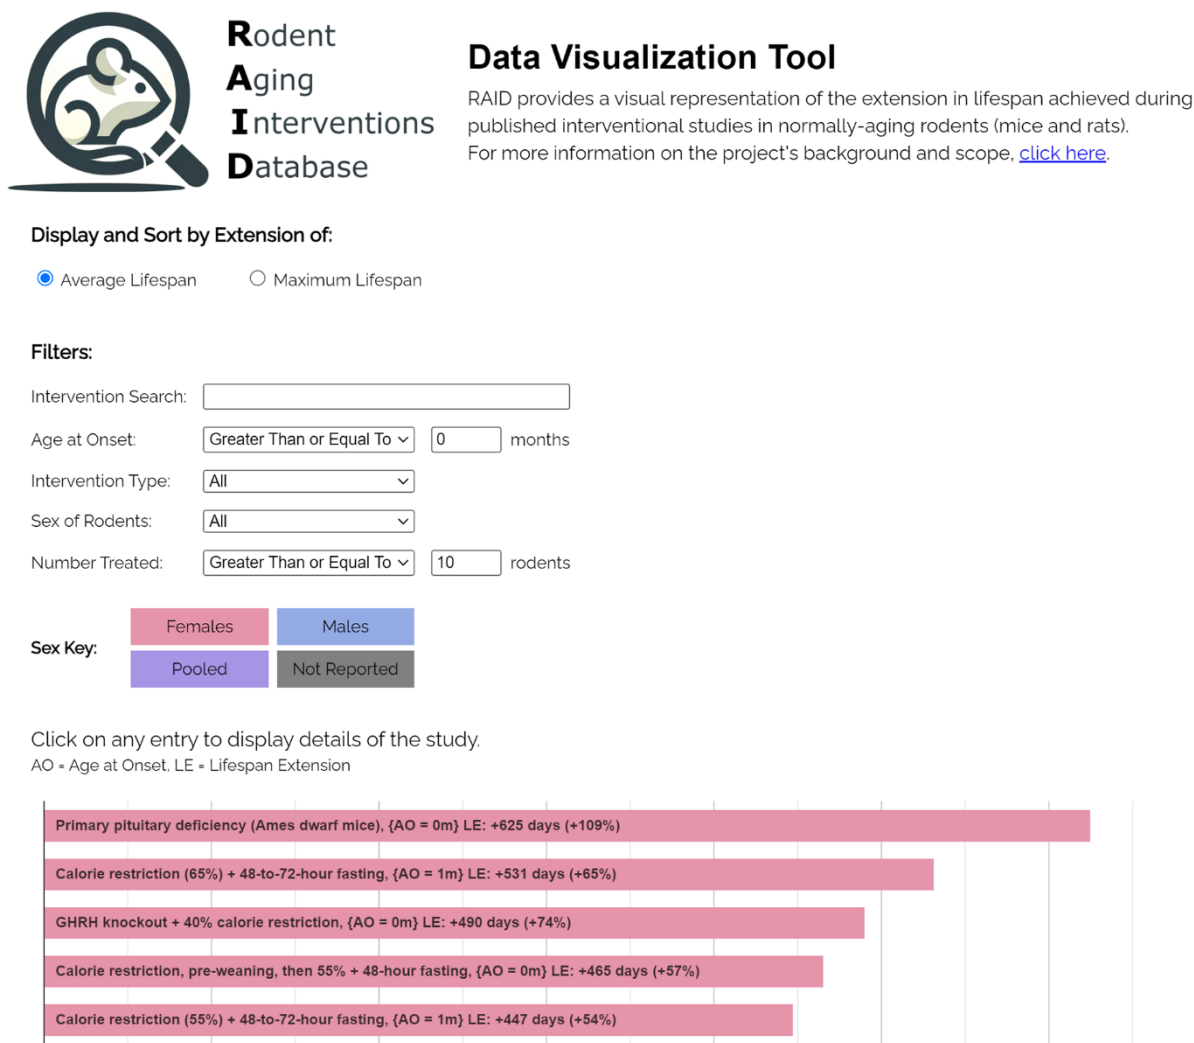 Rodent
Aging
Interventions
Database
Data Visualization Tool
RAID provides a visual representation of the extension in lifespan achieved during
published interventional studies in normally-aging rodents (mice and rats).
For more information on the project's background and scope, click here.
Display and Sort by Extension of:
Average Lifespan Maximum Lifespan
Filters:
Intervention Search:
Age at Onset: Greater Than or Equal To 0 months
Intervention Type: All
Sex of Rodents: All
Number Treated: Greater Than or Equal To 10 rodents
Sex Key:
Females Males
Pooled Not Reported
Click on any entry to display details of the study.
AO = Age at Onset, LE = Lifespan Extension
Primary pituitary deficiency (Ames dwarf mice), {AO = 0m} LE: +625 days (+109%)
Calorie restriction (65%) + 48-to-72-hour fasting, {AO = 1m} LE: +531 days (+65%)
GHRH knockout + 40% calorie restriction, {AO = 0m} LE: +490 days (+74%)
Calorie restriction, pre-weaning, then 55% + 48-hour fasting, {AO = 0m} LE: +465 days (+57%)
Calorie restriction (55%) + 48-to-72-hour fasting, {AO = 1m} LE: +447 days (+54%)